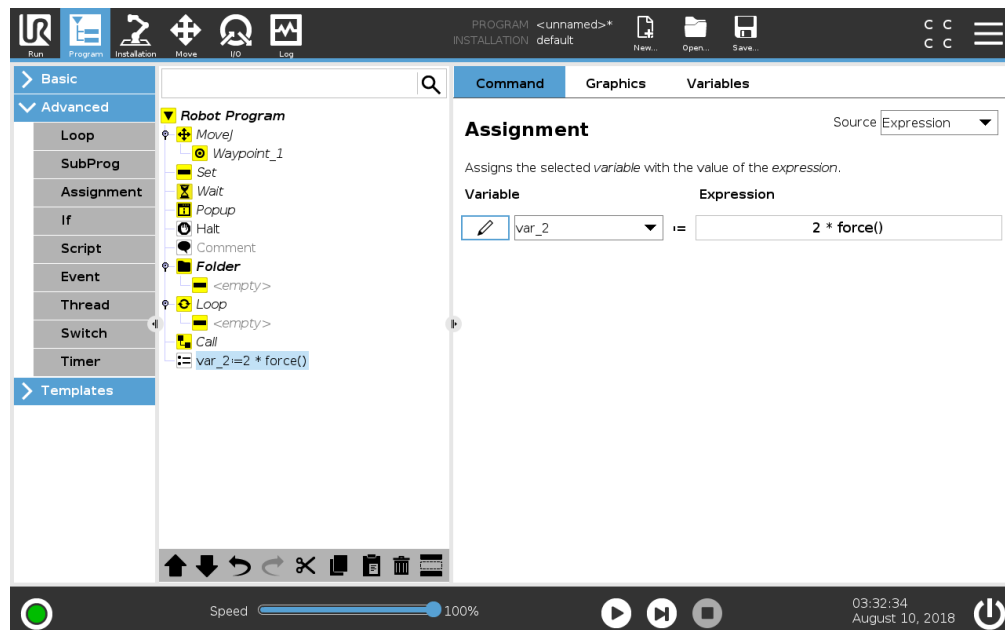 UR
Run
Program
Installation
Move
I/O
Log
PROGRAM <unnamed>*
INSTALLATION default
New...
Open...
Save...
C C
C C
Basic
Advanced
Loop
SubProg
Assignment
If
Script
Event
Thread
Switch
Timer
Templates
Robot Program
MoveJ
Waypoint_1
Set
Wait
Popup
Halt
Comment
Folder
<empty>
Loop
<empty>
Call
var_2:=2 * force()
Command Graphics Variables
Assignment
Source Expression
Assigns the selected variable with the value of the expression.
Variable Expression
var_2 := 2 * force()
Speed 100%
03:32:34
August 10, 2018